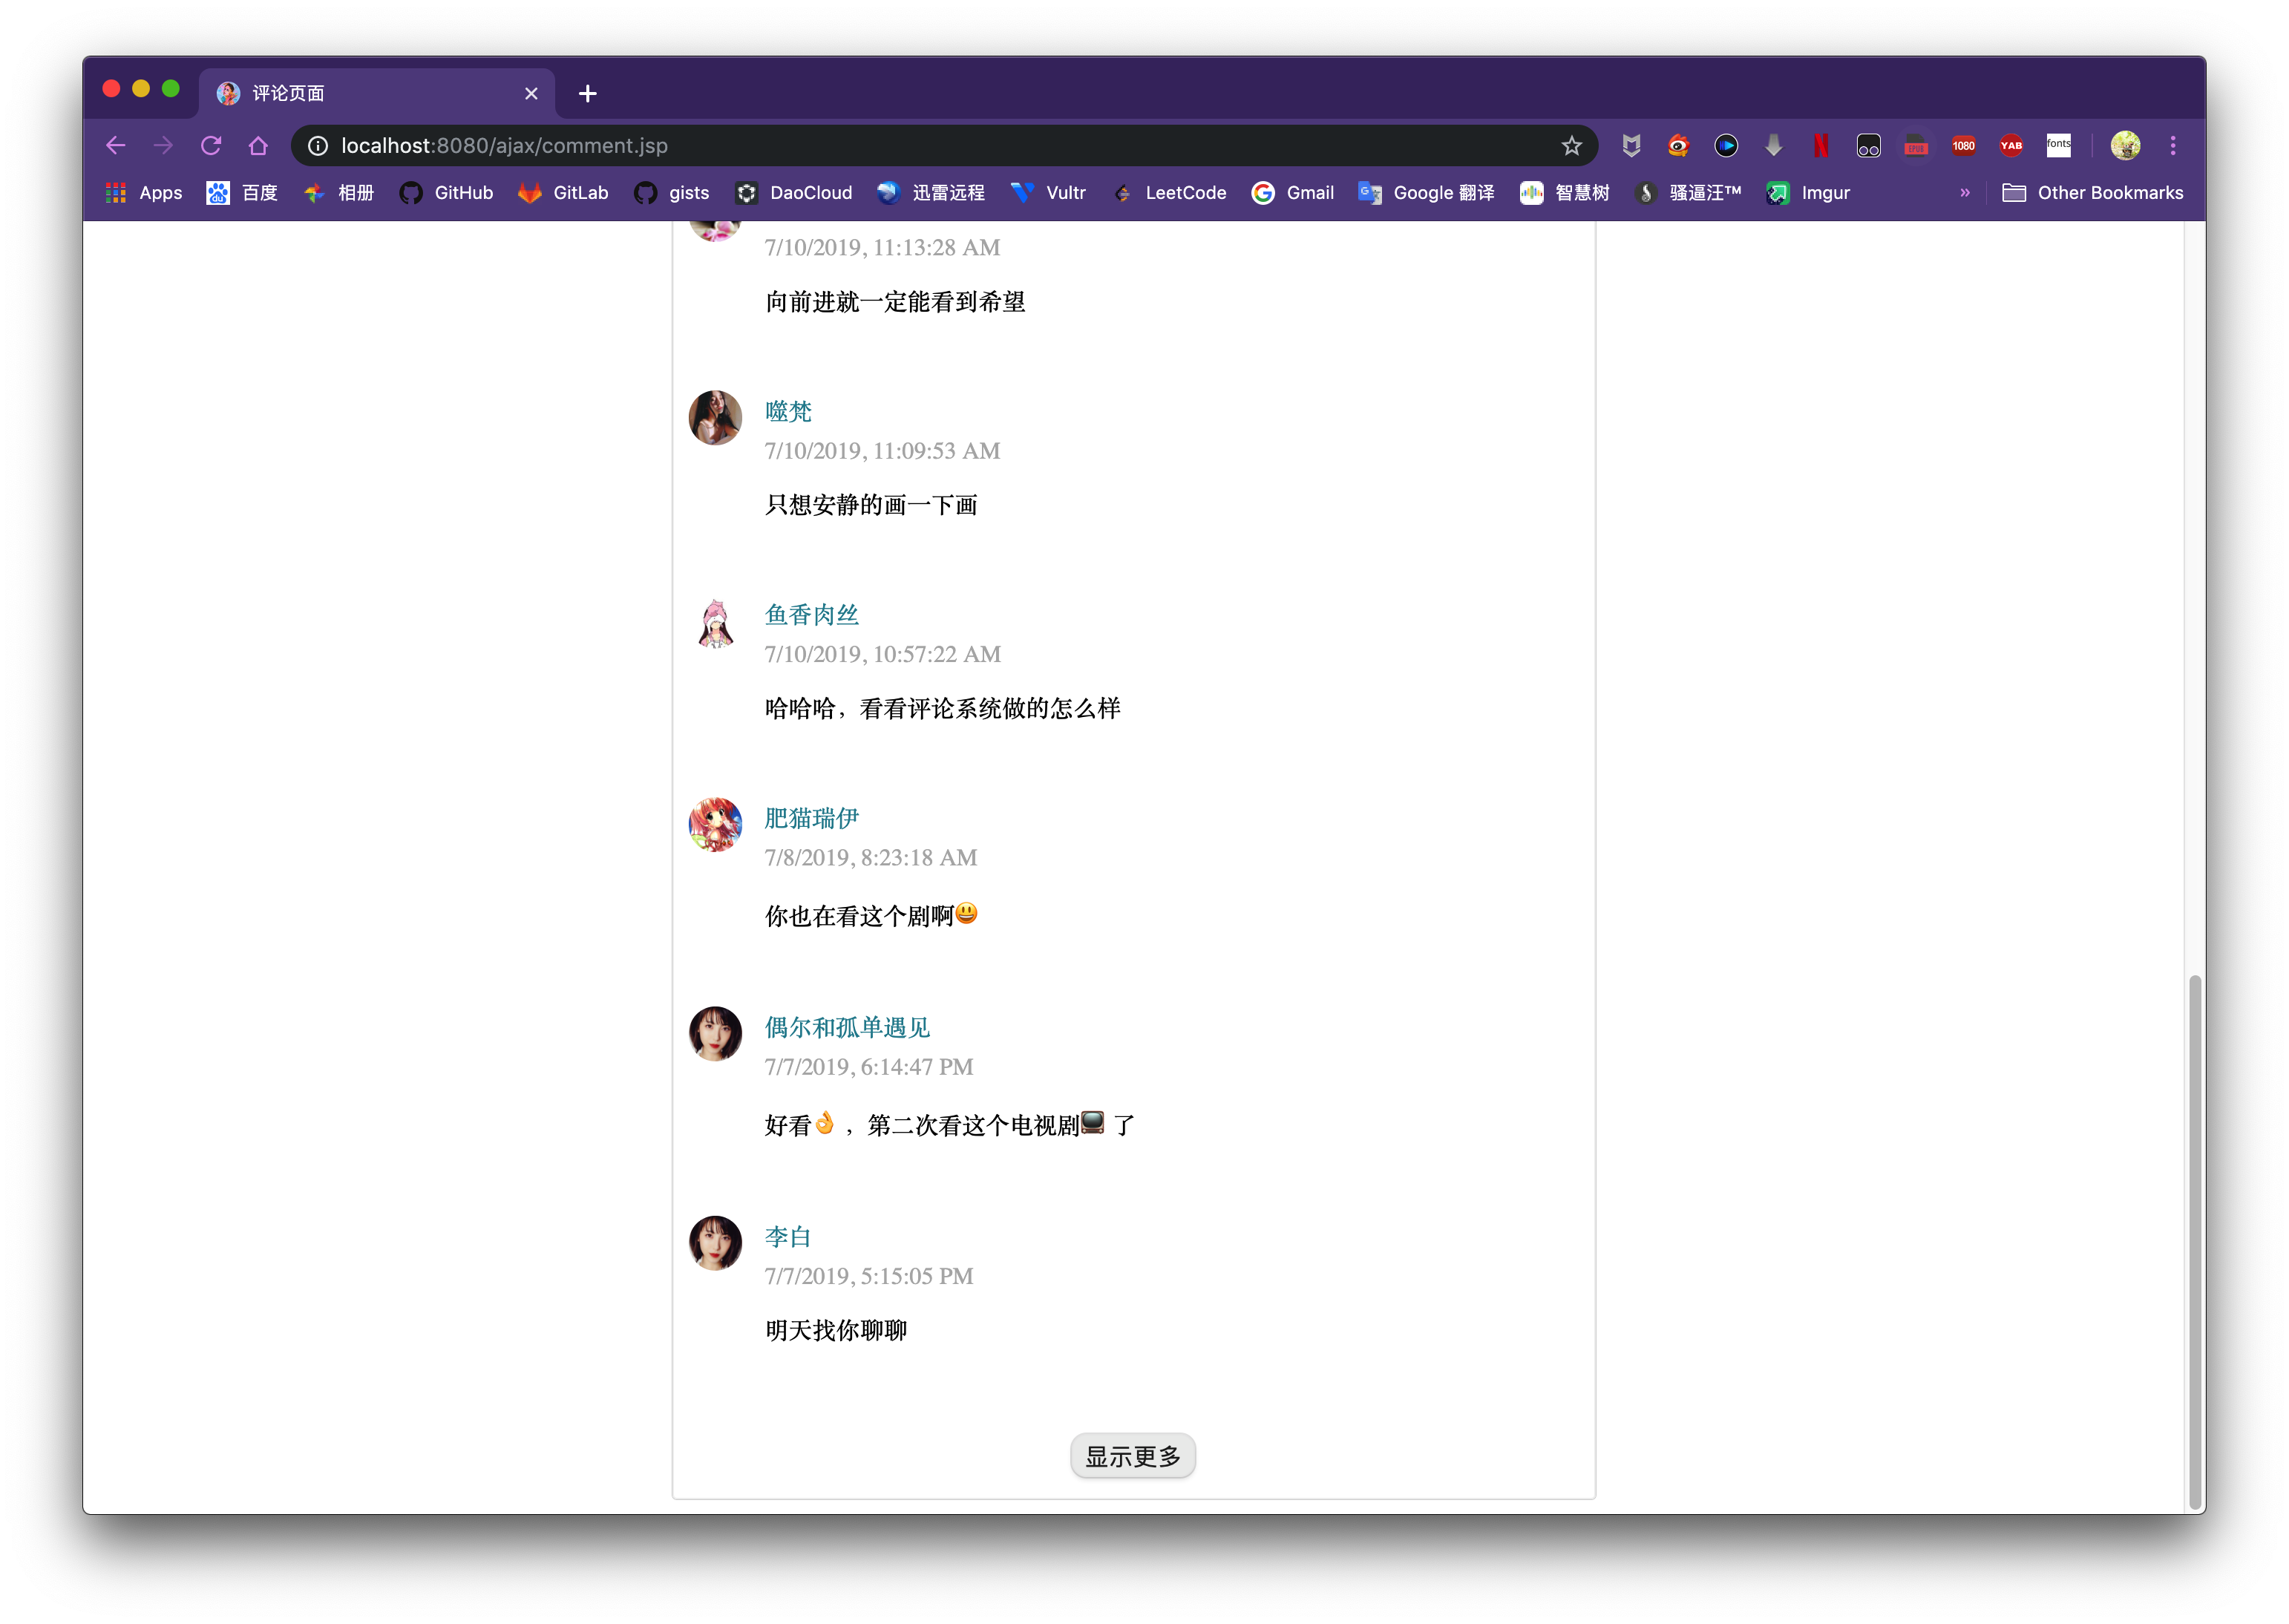 评论页面
localhost:8080/ajax/comment.jsp
EPUB 1080 YAB fonts
Apps 百度 相册 GitHub GitLab gists DaoCloud 迅雷远程 Vultr LeetCode Gmail Google 翻译 智慧树 骚逼汪™ Imgur » Other Bookmarks
7/10/2019, 11:13:28 AM
向前进就一定能看到希望
噬梵
7/10/2019, 11:09:53 AM
只想安静的画一下画
鱼香肉丝
7/10/2019, 10:57:22 AM
哈哈哈，看看评论系统做的怎么样
肥猫瑞伊
7/8/2019, 8:23:18 AM
你也在看这个剧啊😃
偶尔和孤单遇见
7/7/2019, 6:14:47 PM
好看👌，第二次看这个电视剧📺 了
李白
7/7/2019, 5:15:05 PM
明天找你聊聊
显示更多